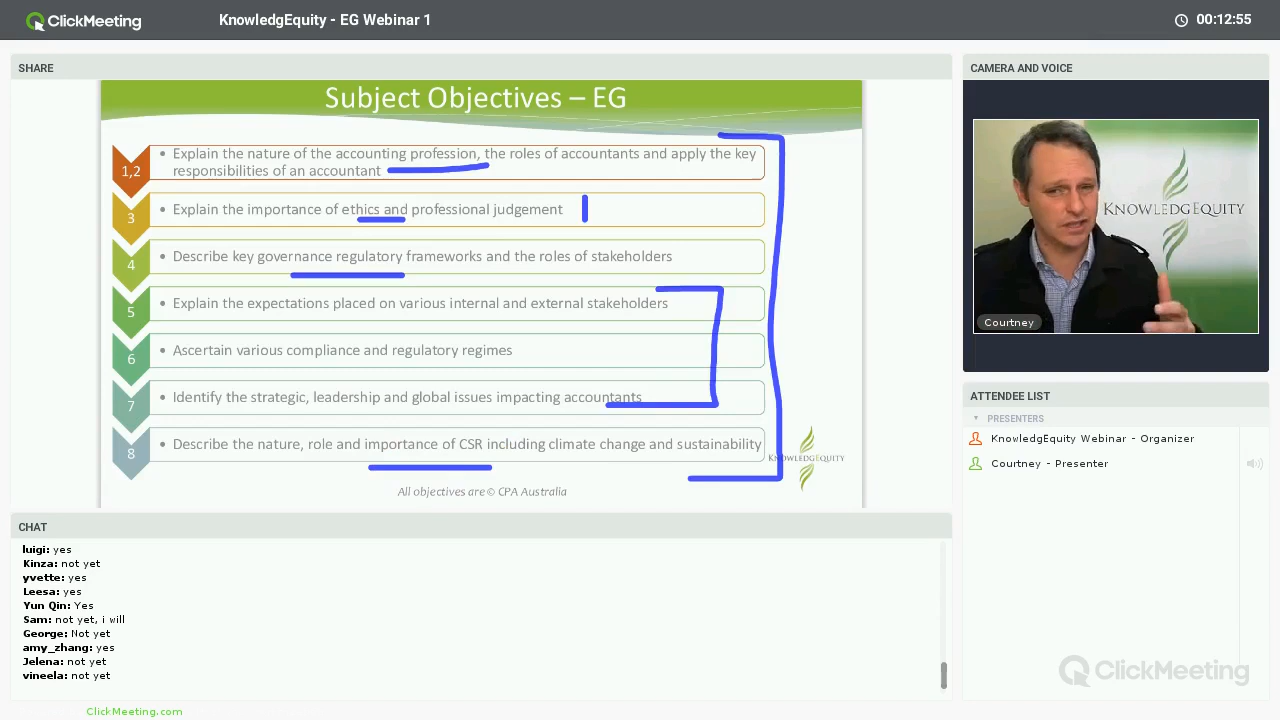 ClickMeeting
KnowledgEquity - EG Webinar 1
00:12:55
SHARE
Subject Objectives – EG
1,2
• Explain the nature of the accounting profession, the roles of accountants and apply the key
responsibilities of an accountant
3
• Explain the importance of ethics and professional judgement
4
• Describe key governance regulatory frameworks and the roles of stakeholders
5
• Explain the expectations placed on various internal and external stakeholders
6
• Ascertain various compliance and regulatory regimes
7
• Identify the strategic, leadership and global issues impacting accountants
8
• Describe the nature, role and importance of CSR including climate change and sustainability
KNOWLEDGEQUITY
All objectives are © CPA Australia
CAMERA AND VOICE
KNOWLEDGEQUITY
Courtney
ATTENDEE LIST
PRESENTERS
KnowledgEquity Webinar - Organizer
Courtney - Presenter
CHAT
luigi: yes
Kinza: not yet
yvette: yes
Leesa: yes
Yun Qin: Yes
Sam: not yet, i will
George: Not yet
amy_zhang: yes
Jelena: not yet
vineela: not yet
ClickMeeting
ClickMeeting.com